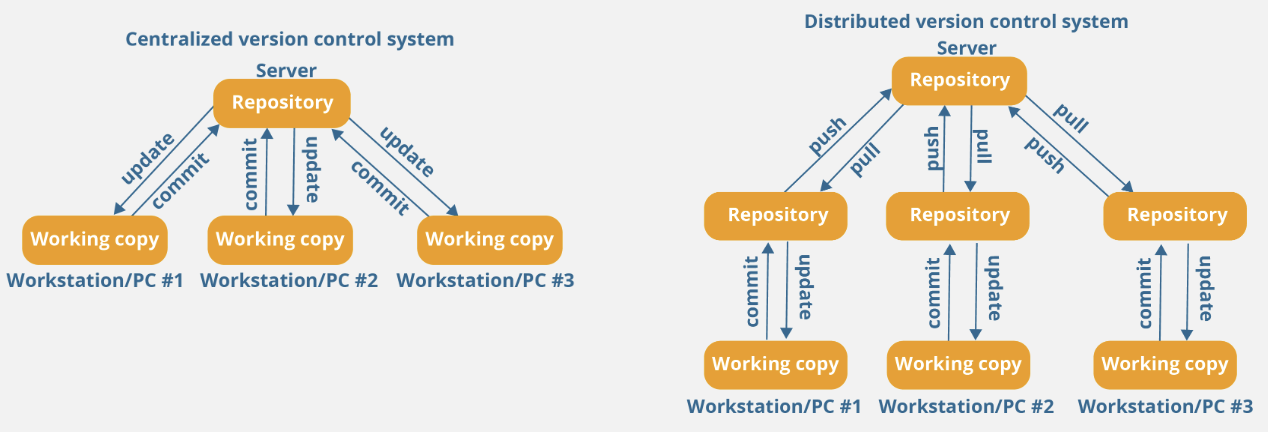 Centralized version control system
Server
Repository
update
commit
commit
update
update
commit
Working copy
Working copy
Working copy
Workstation/PC #1
Workstation/PC #2
Workstation/PC #3
Distributed version control system
Server
Repository
push
pull
push
pull
pull
push
Repository
Repository
Repository
commit
update
commit
update
commit
update
Working copy
Working copy
Working copy
Workstation/PC #1
Workstation/PC #2
Workstation/PC #3